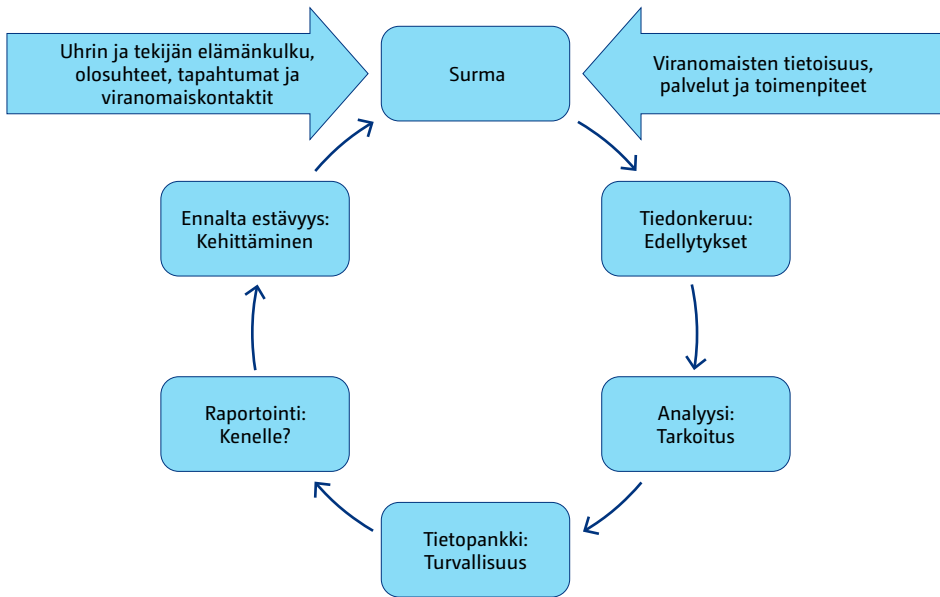 Uhrin ja tekijän elämänkulku,
olosuhteet, tapahtumat ja
viranomaiskontaktit
Surma
Viranomaisten tietoisuus,
palvelut ja toimenpiteet
Ennalta estävyys:
Kehittäminen
Tiedonkeruu:
Edellytykset
Raportointi:
Kenelle?
Analyysi:
Tarkoitus
Tietopankki:
Turvallisuus